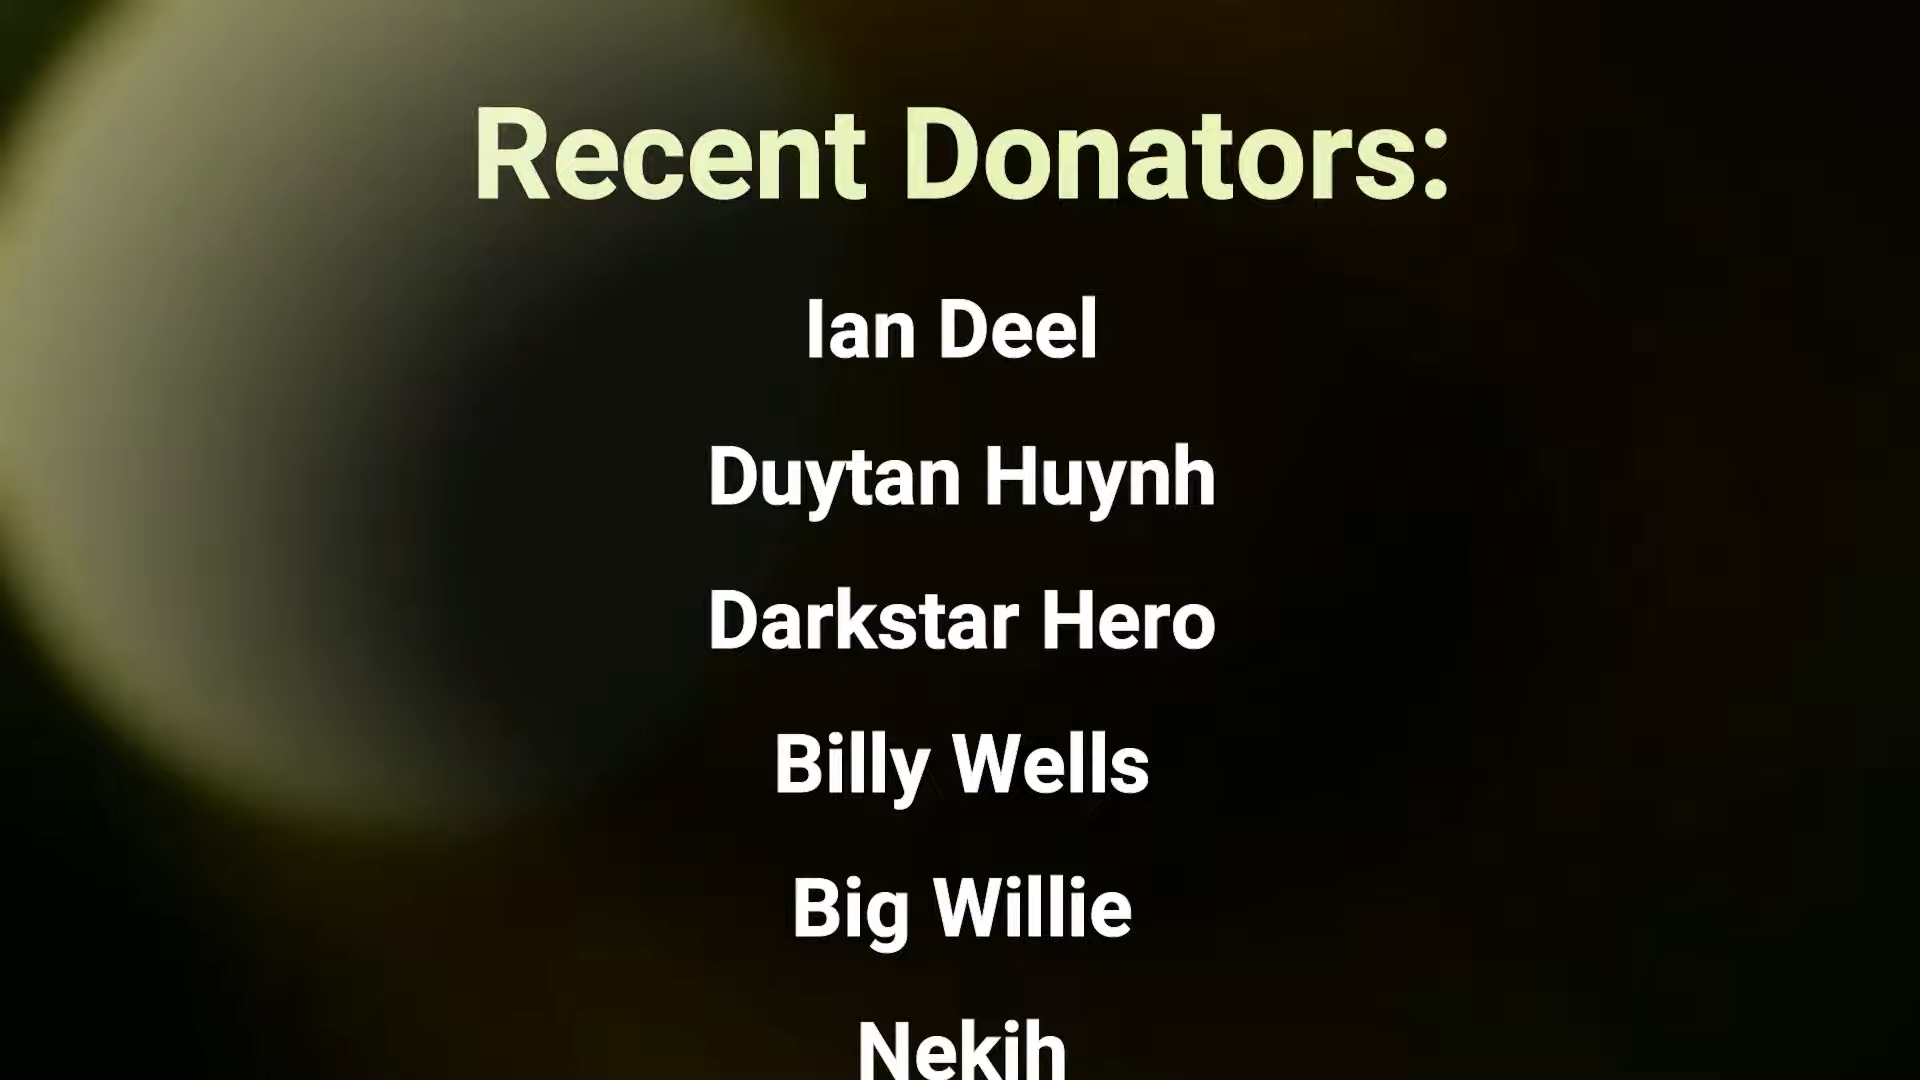 Recent Donators:
Ian Deel
Duytan Huynh
Darkstar Hero
Billy Wells
Big Willie
Nekih